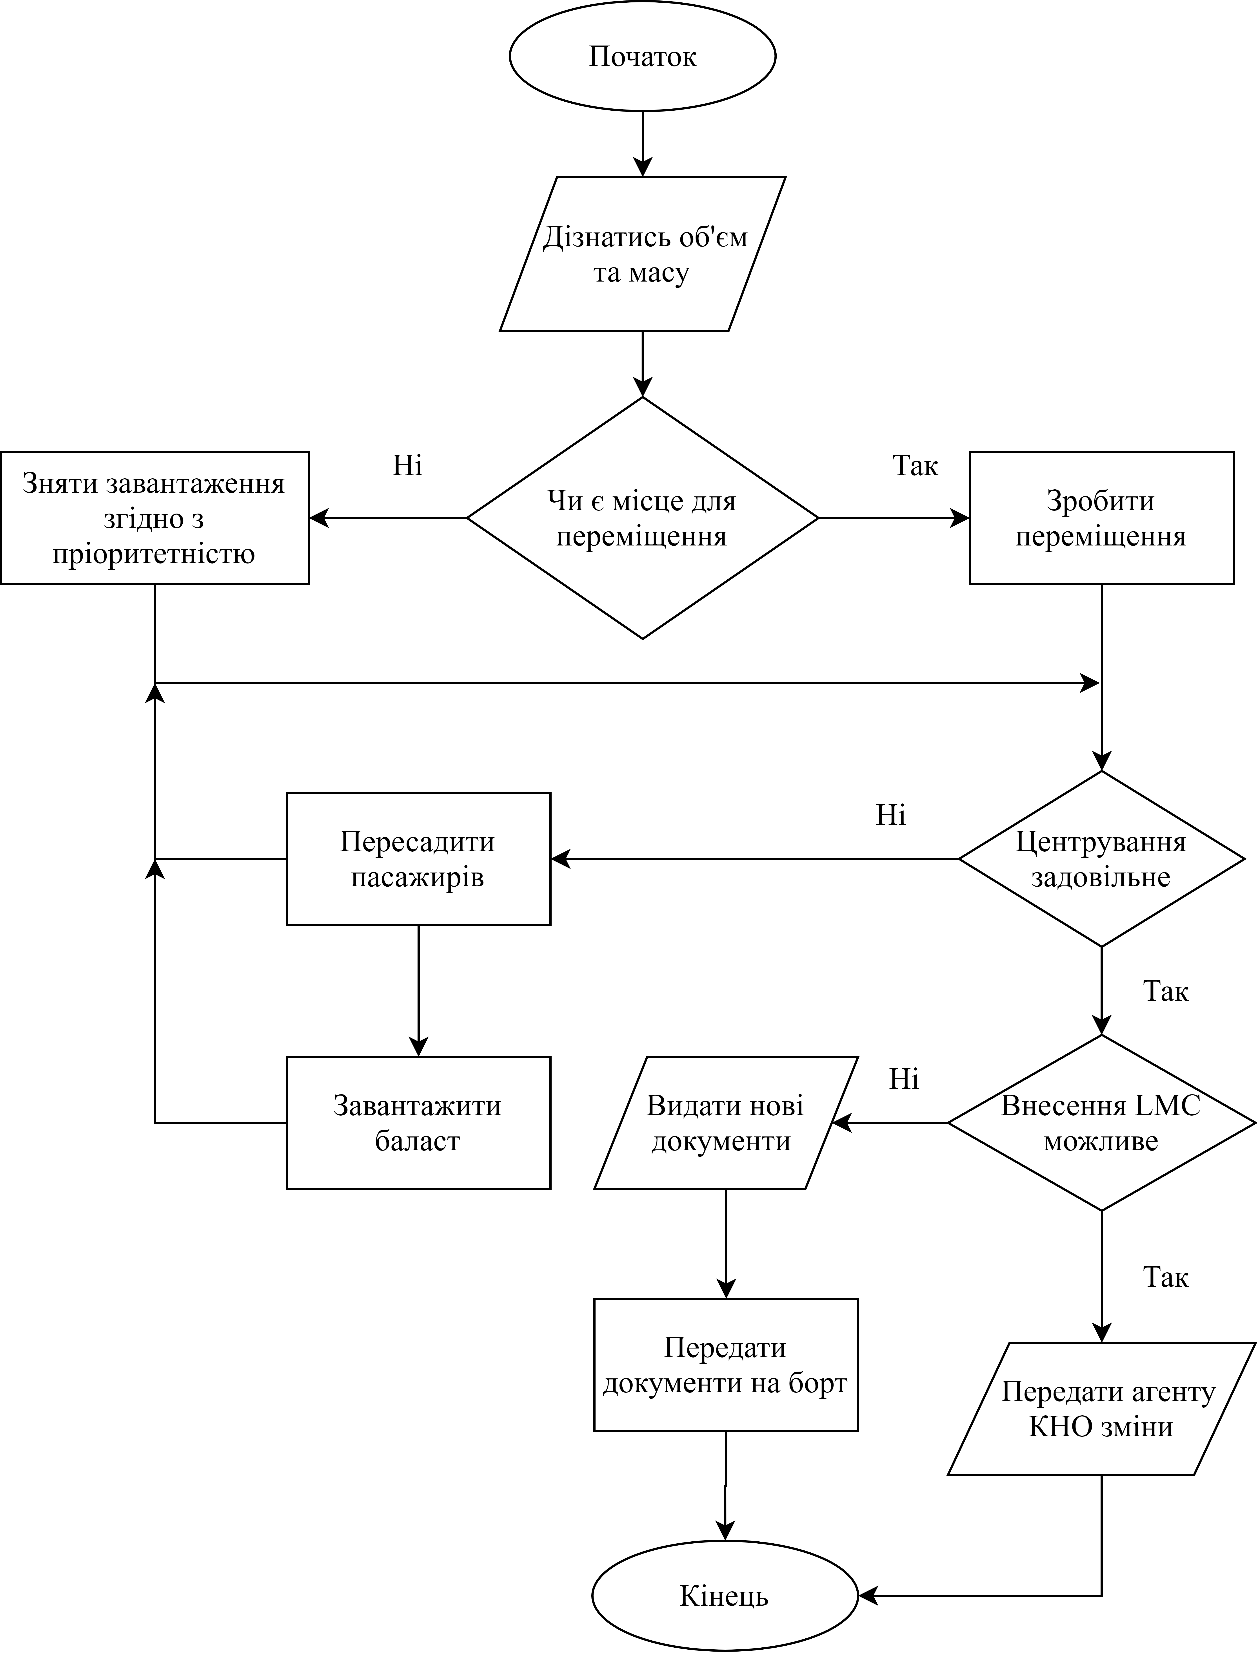 Початок
Дізнатись об'єм
та масу
Ні
Так
Зняти завантаження
згідно з
пріоритетністю
Чи є місце для
переміщення
Зробити
переміщення
Ні
Пересадити
пасажирів
Центрування
задовільне
Так
Завантажити
баласт
Видати нові
документи
Ні
Внесення LMC
можливе
Так
Передати
документи на борт
Передати агенту
КНО зміни
Кінець